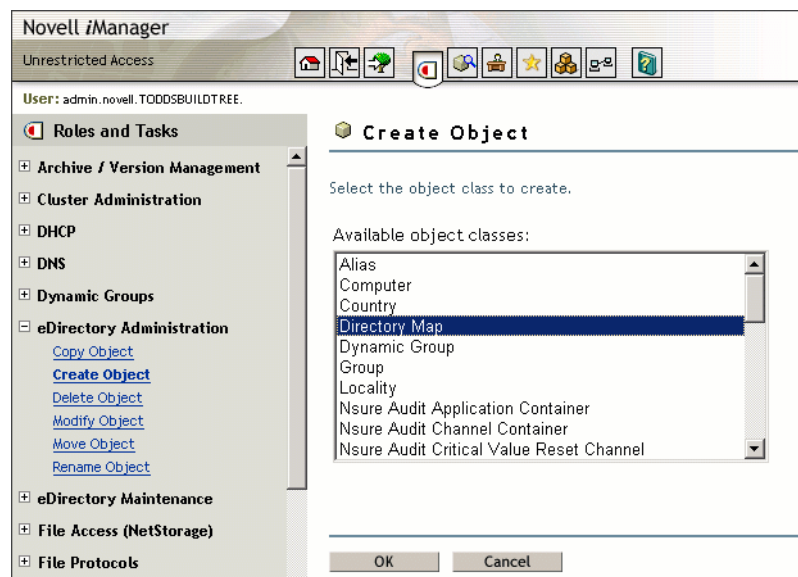 Novell iManager
Unrestricted Access
User: admin.novell.TODDSBUILDTREE.
Roles and Tasks
Archive / Version Management
Cluster Administration
DHCP
DNS
Dynamic Groups
eDirectory Administration
Copy Object
Create Object
Delete Object
Modify Object
Move Object
Rename Object
eDirectory Maintenance
File Access (NetStorage)
File Protocols
Create Object
Select the object class to create.
Available object classes:
Alias
Computer
Country
Directory Map
Dynamic Group
Group
Locality
Nsure Audit Application Container
Nsure Audit Channel Container
Nsure Audit Critical Value Reset Channel
OK Cancel